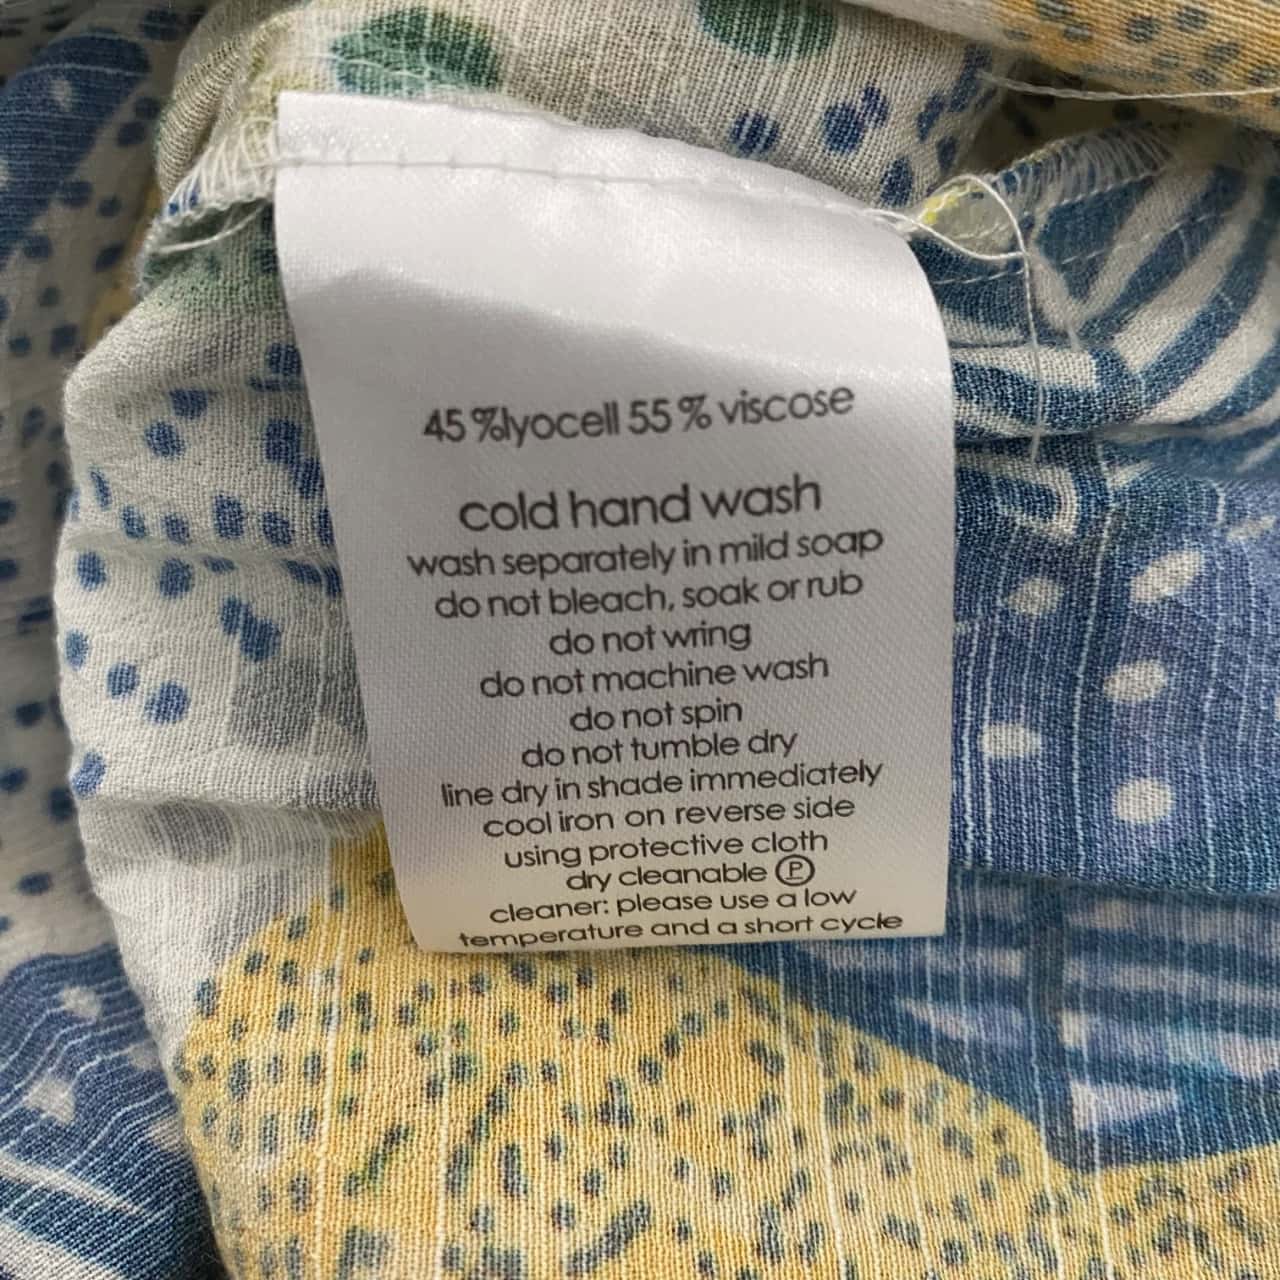 45 %lyocell 55 % viscose
cold hand wash
wash separately in mild soap
do not bleach, soak or rub
do not wring
do not machine wash
do not spin
do not tumble dry
line dry in shade immediately
cool iron on reverse side
using protective cloth
dry cleanable Ⓟ
cleaner: please use a low
temperature and a short cycle